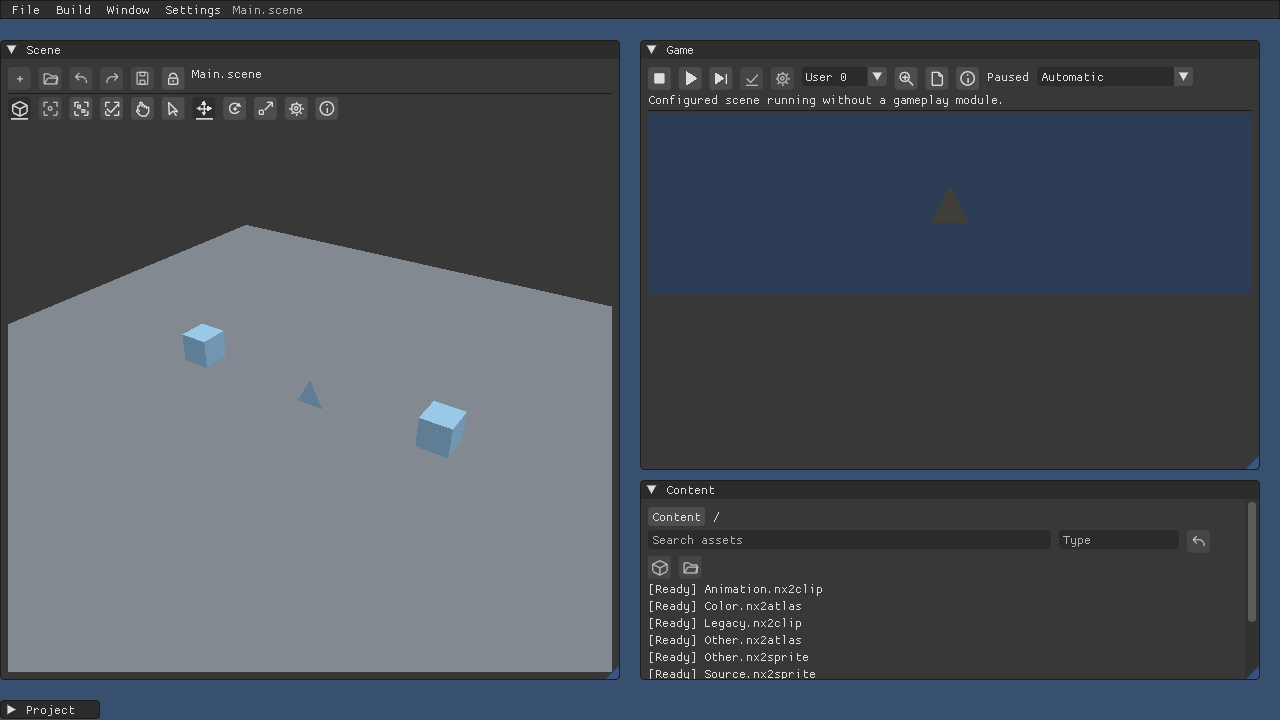 File Build Window Settings Main.scene
Scene
Main.scene
Game
User 0 Paused Automatic
Configured scene running without a gameplay module.
Content
Content /
Search assets Type
[Ready] Animation.nx2clip
[Ready] Color.nx2atlas
[Ready] Legacy.nx2clip
[Ready] Other.nx2atlas
[Ready] Other.nx2sprite
[Ready] Source.nx2sprite
Project